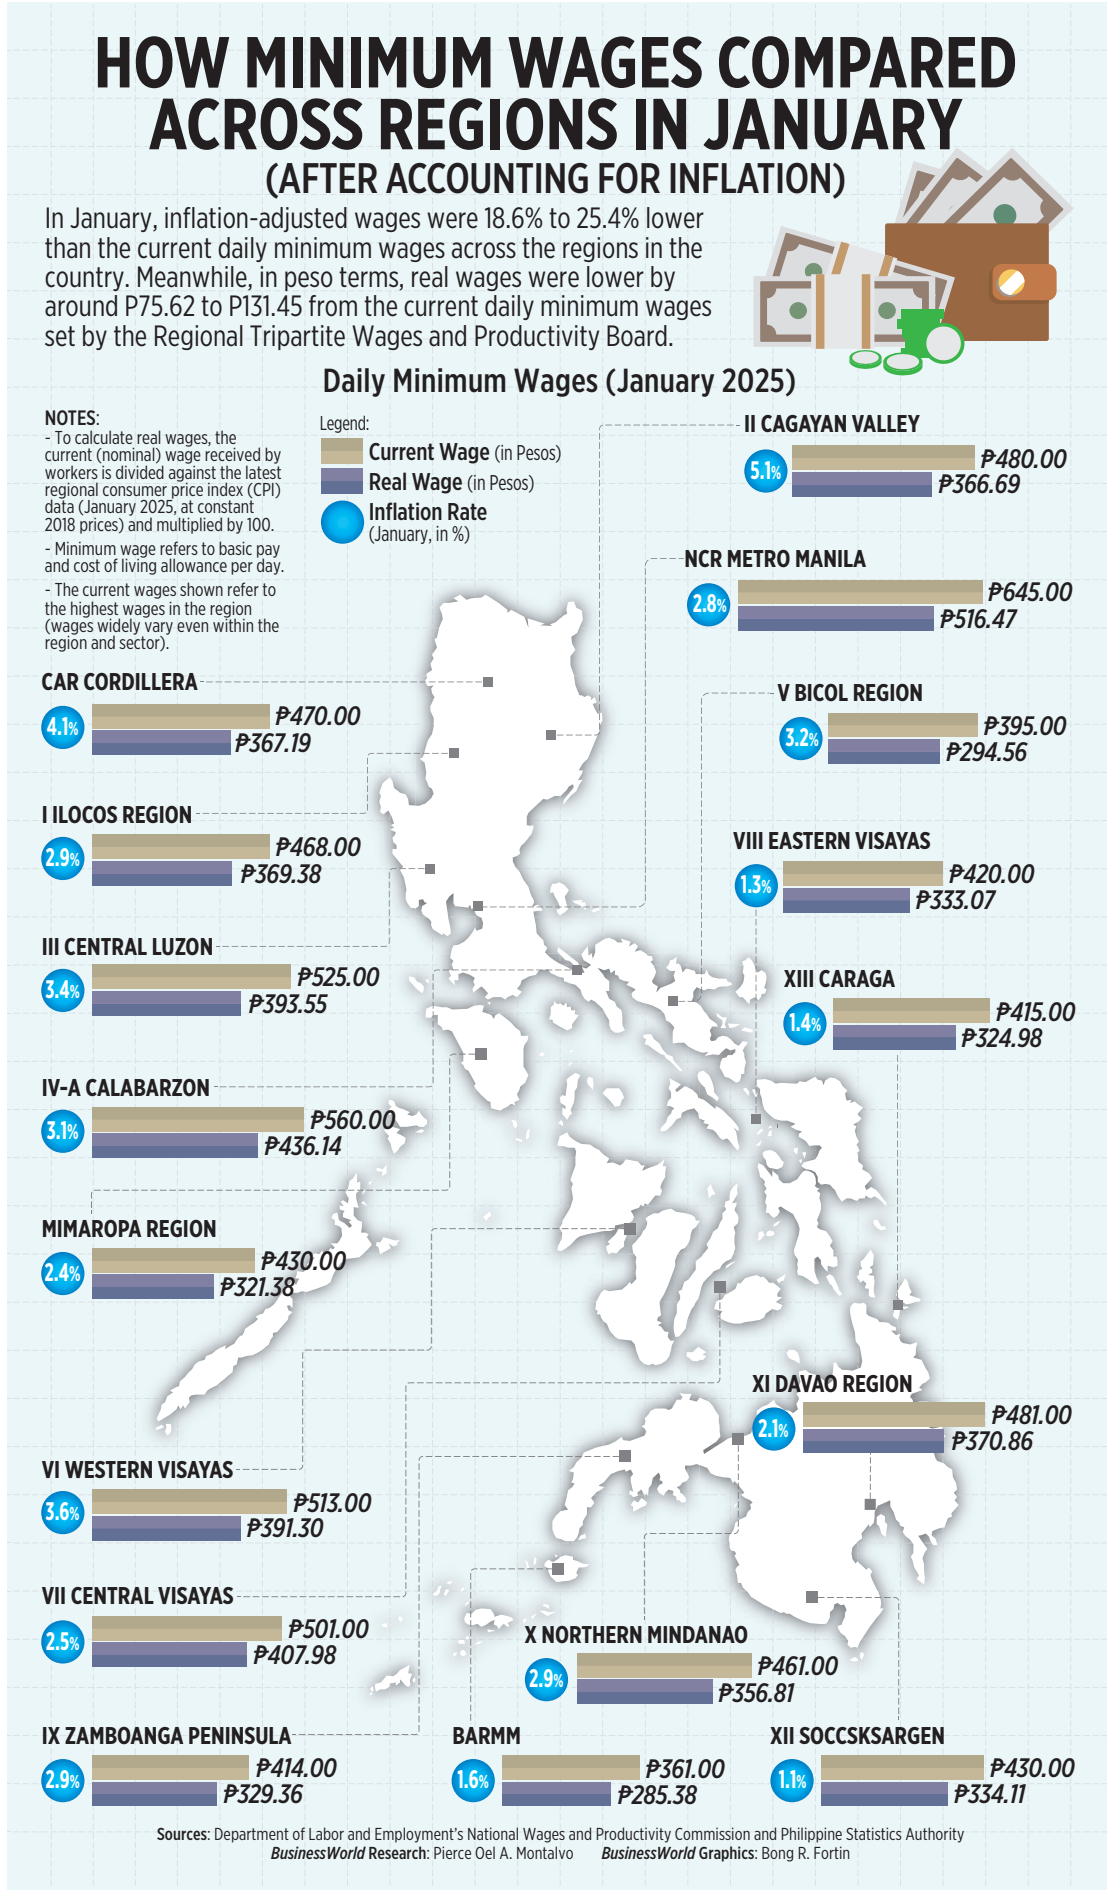 HOW MINIMUM WAGES COMPARED
ACROSS REGIONS IN JANUARY
(AFTER ACCOUNTING FOR INFLATION)
In January, inflation-adjusted wages were 18.6% to 25.4% lower
than the current daily minimum wages across the regions in the
country. Meanwhile, in peso terms, real wages were lower by
around P75.62 to P131.45 from the current daily minimum wages
set by the Regional Tripartite Wages and Productivity Board.
Daily Minimum Wages (January 2025)
NOTES:
- To calculate real wages, the
current (nominal) wage received by
workers is divided against the latest
regional consumer price index (CPI)
data (January 2025, at constant
2018 prices) and multiplied by 100.
- Minimum wage refers to basic pay
and cost of living allowance per day.
- The current wages shown refer to
the highest wages in the region
(wages widely vary even within the
region and sector).
Legend:
Current Wage (in Pesos)
Real Wage (in Pesos)
Inflation Rate
(January, in %)
II CAGAYAN VALLEY
5.1%
₱480.00
₱366.69
NCR METRO MANILA
2.8%
₱645.00
₱516.47
CAR CORDILLERA
4.1%
₱470.00
₱367.19
V BICOL REGION
3.2%
₱395.00
₱294.56
I ILOCOS REGION
2.9%
₱468.00
₱369.38
VIII EASTERN VISAYAS
1.3%
₱420.00
₱333.07
III CENTRAL LUZON
3.4%
₱525.00
₱393.55
XIII CARAGA
1.4%
₱415.00
₱324.98
IV-A CALABARZON
3.1%
₱560.00
₱436.14
MIMAROPA REGION
2.4%
₱430.00
₱321.38
XI DAVAO REGION
2.1%
₱481.00
₱370.86
VI WESTERN VISAYAS
3.6%
₱513.00
₱391.30
VII CENTRAL VISAYAS
2.5%
₱501.00
₱407.98
X NORTHERN MINDANAO
2.9%
₱461.00
₱356.81
IX ZAMBOANGA PENINSULA
2.9%
₱414.00
₱329.36
BARMM
1.6%
₱361.00
₱285.38
XII SOCCSKSARGEN
1.1%
₱430.00
₱334.11
Sources: Department of Labor and Employment's National Wages and Productivity Commission and Philippine Statistics Authority
BusinessWorld Research: Pierce Oel A. Montalvo BusinessWorld Graphics: Bong R. Fortin